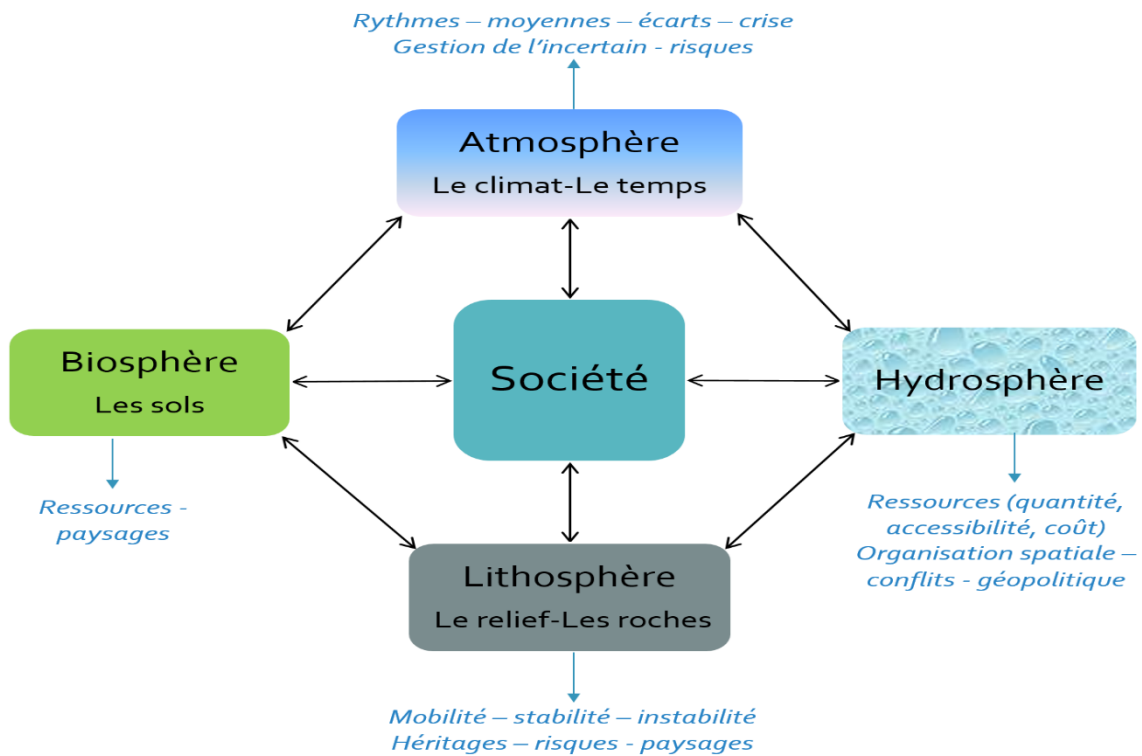 Rythmes – moyennes – écarts – crise
Gestion de l'incertain - risques
Atmosphère
Le climat-Le temps
Biosphère
Les sols
Société
Hydrosphère
Ressources -
paysages
Ressources (quantité,
accessibilité, coût)
Organisation spatiale –
conflits - géopolitique
Lithosphère
Le relief-Les roches
Mobilité – stabilité – instabilité
Héritages – risques - paysages